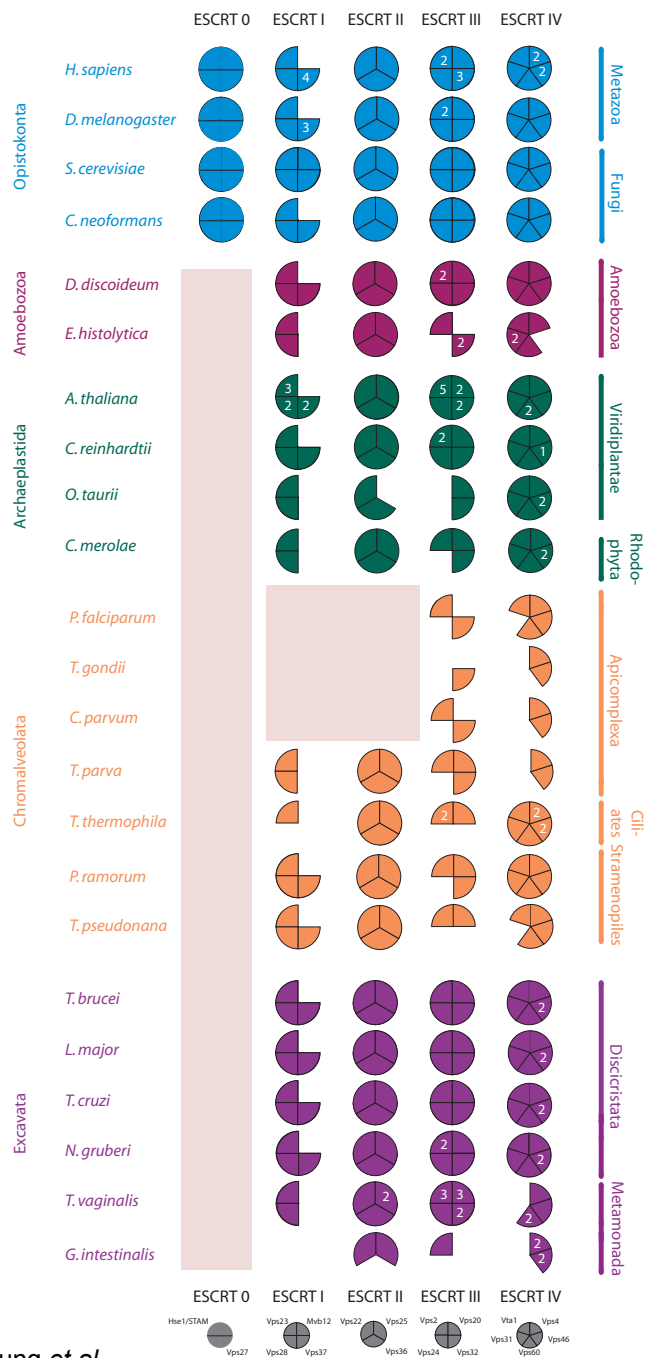 ESCRT 0 ESCRT I ESCRT II ESCRT III ESCRT IV
Opistokonta
Metazoa
H. sapiens 4 2 3 2 2
D. melanogaster 3 2
Fungi
S. cerevisiae
C. neoformans
Amoebozoa
Amoebozoa
D. discoideum 2
E. histolytica 2 2
Archaeplastida
Viridiplantae
A. thaliana 3 2 2 5 2 2 2
C. reinhardtii 2 1
O. taurii 2
Rhodo-
phyta
C. merolae 2
Chromalveolata
Apicomplexa
P. falciparum
T. gondii
C. parvum
T. parva
Cili-
ates
T. thermophila 2 2 2
Stramenopiles
P. ramorum
T. pseudonana
Excavata
Discicristata
T. brucei 2
L. major 2
T. cruzi 2
N. gruberi 2 2
Metamonada
T. vaginalis 2 3 3 2 2
G. intestinalis 2 2
ESCRT 0 ESCRT I ESCRT II ESCRT III ESCRT IV
Hse1/STAM Vps23 Mvb12 Vps22 Vps25 Vps2 Vps20 Vta1 Vps4
Vps31 Vps46
Vps27 Vps28 Vps37 Vps36 Vps24 Vps32 Vps60